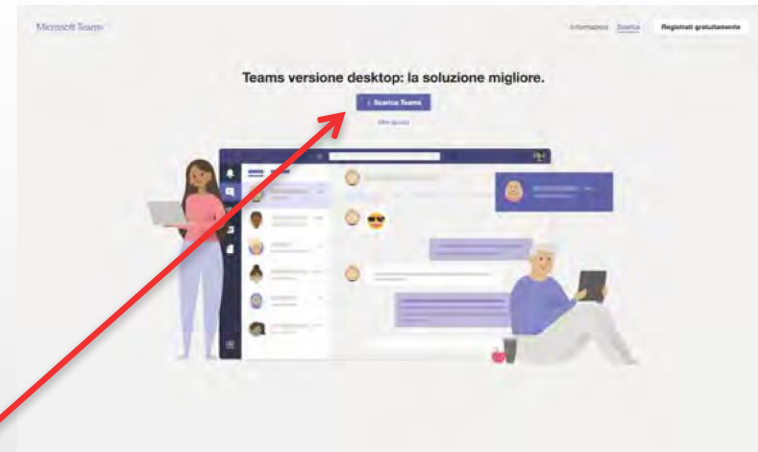 Microsoft Teams
Informazioni Scarica Registrati gratuitamente
Teams versione desktop: la soluzione migliore.
↓ Scarica Teams